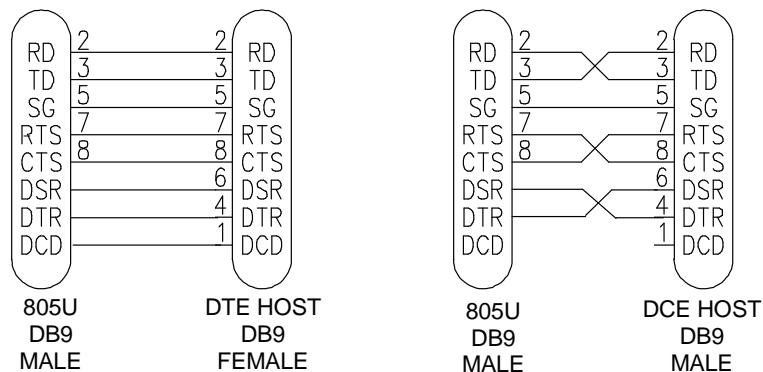 2 2 2 2
RD RD RD RD
3 3 3 3
TD TD TD TD
5 5 5 5
SG SG SG SG
7 7 7 7
RTS RTS RTS RTS
8 8 8 8
CTS CTS CTS CTS
6 6
DSR DSR DSR DSR
4 4
DTR DTR DTR DTR
1 1
DCD DCD DCD DCD
805U DTE HOST 805U DCE HOST
DB9 DB9 DB9 DB9
MALE FEMALE MALE MALE